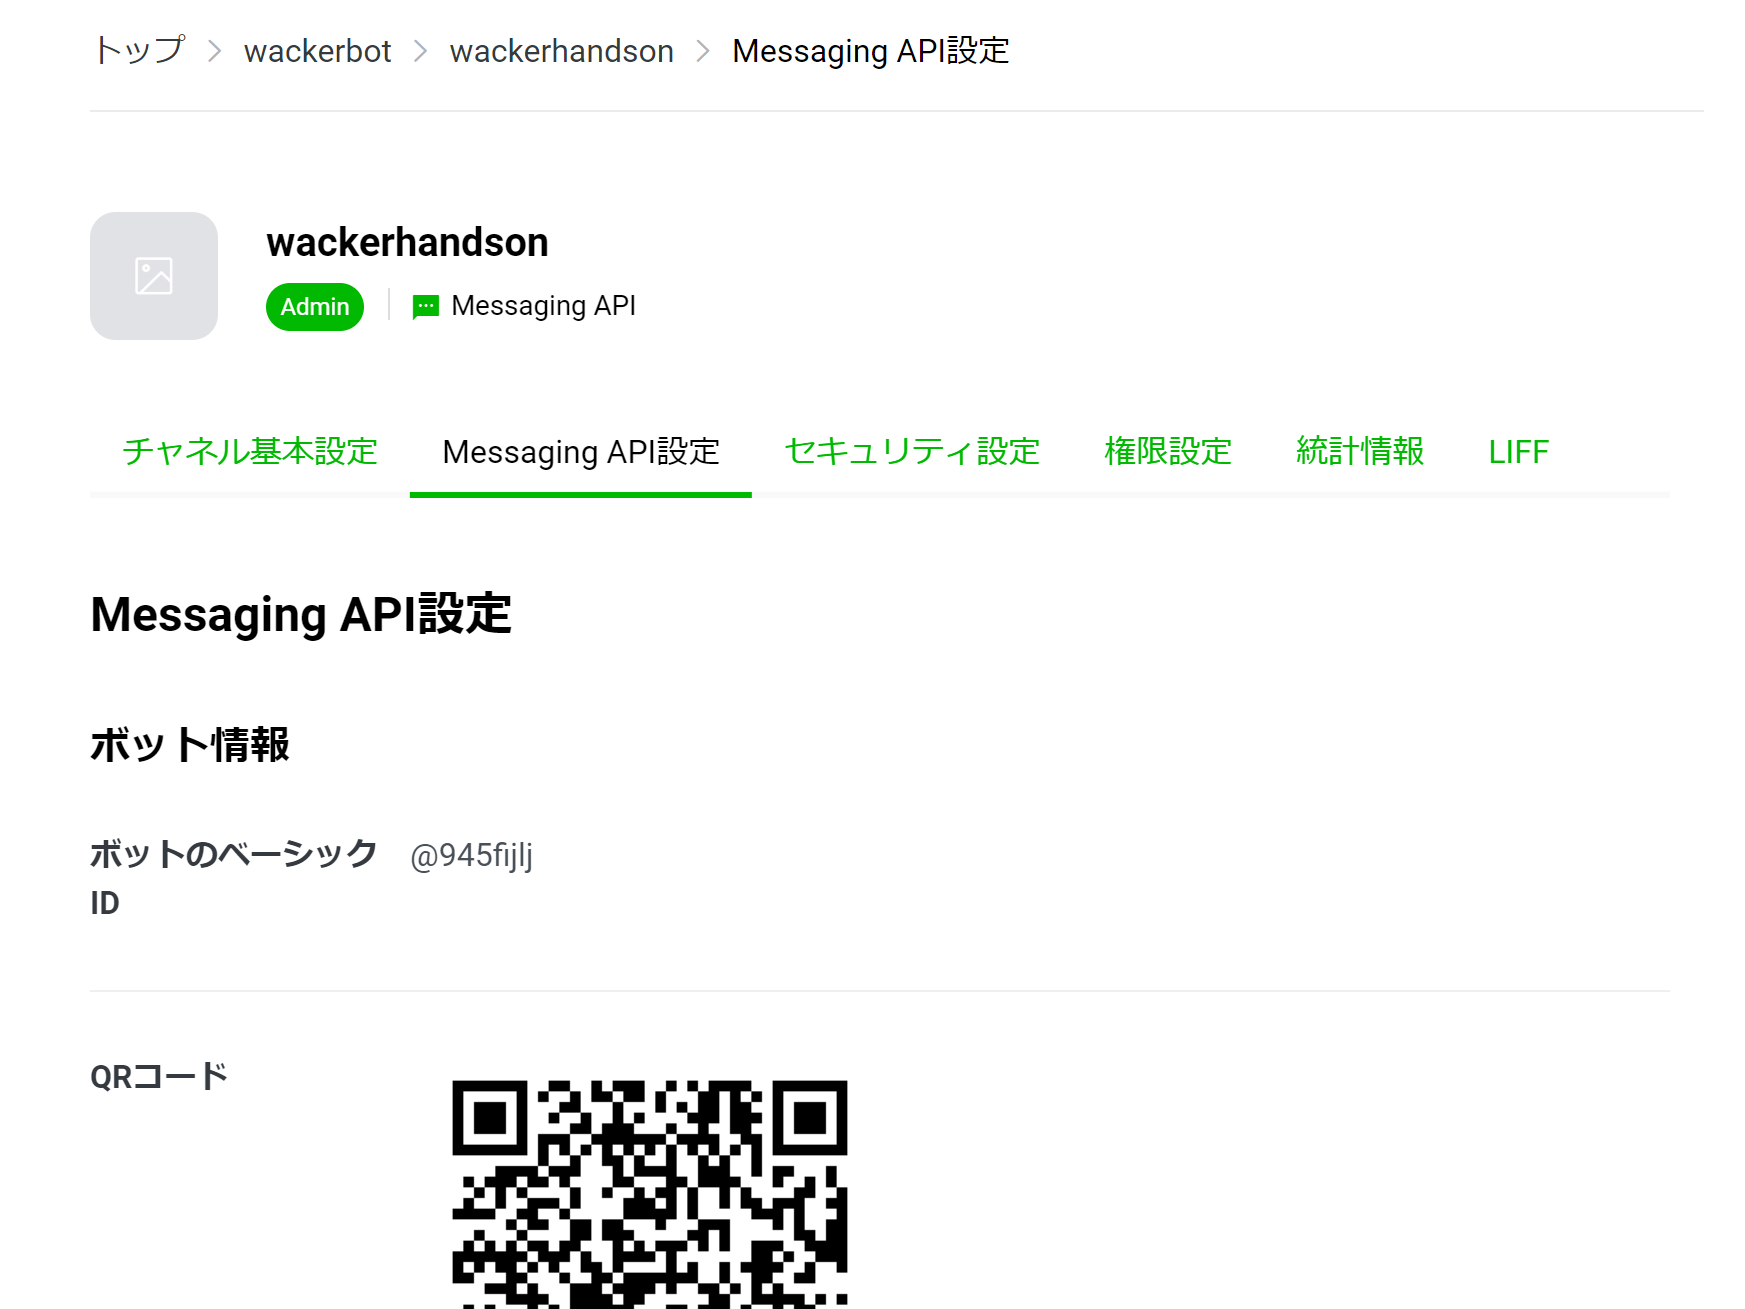 トップ > wackerbot > wackerhandson > Messaging API設定
wackerhandson
Admin Messaging API
チャネル基本設定 Messaging API設定 セキュリティ設定 権限設定 統計情報 LIFF
Messaging API設定
ボット情報
ボットのベーシック @945fijlj
ID
QRコード